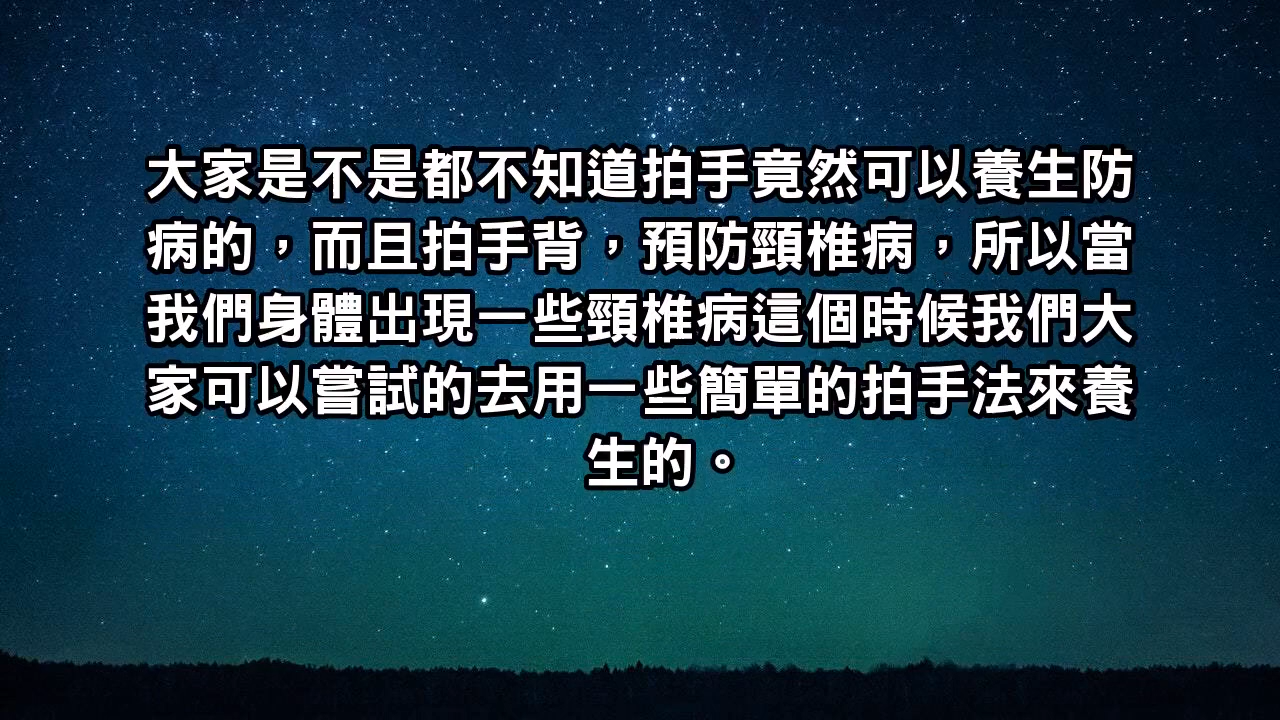 大家是不是都不知道拍手竟然可以養生防
病的，而且拍手背，預防頸椎病，所以當
我們身體出現一些頸椎病這個時候我們大
家可以嘗試的去用一些簡單的拍手法來養
生的。